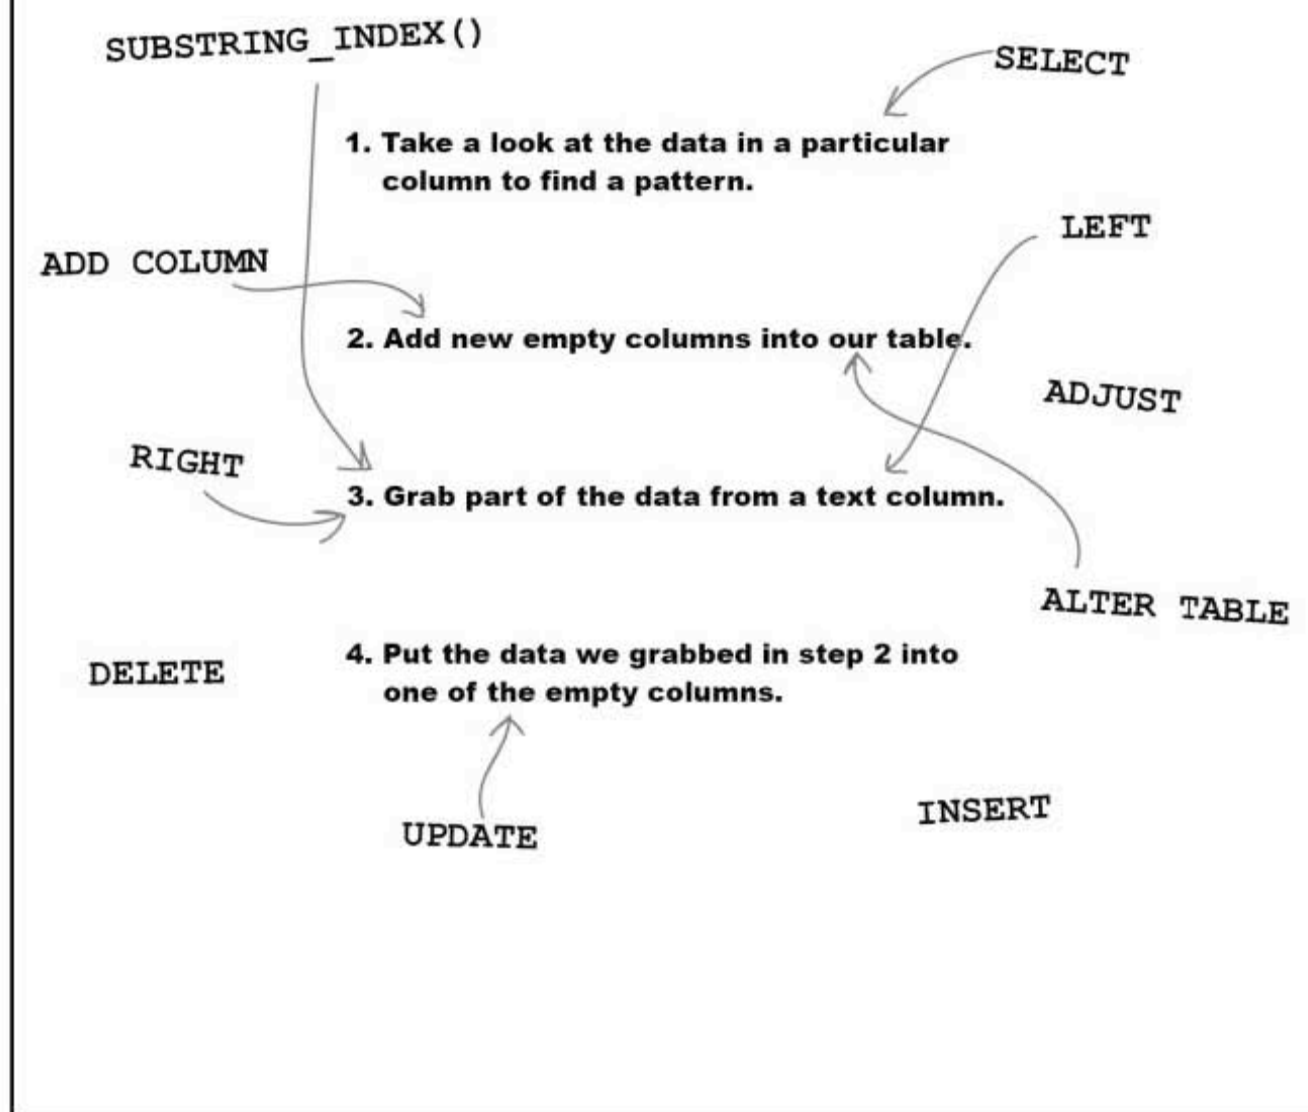 SUBSTRING_INDEX()
SELECT
1. Take a look at the data in a particular
column to find a pattern.
LEFT
ADD COLUMN
2. Add new empty columns into our table.
ADJUST
RIGHT
3. Grab part of the data from a text column.
ALTER TABLE
DELETE
4. Put the data we grabbed in step 2 into
one of the empty columns.
UPDATE
INSERT